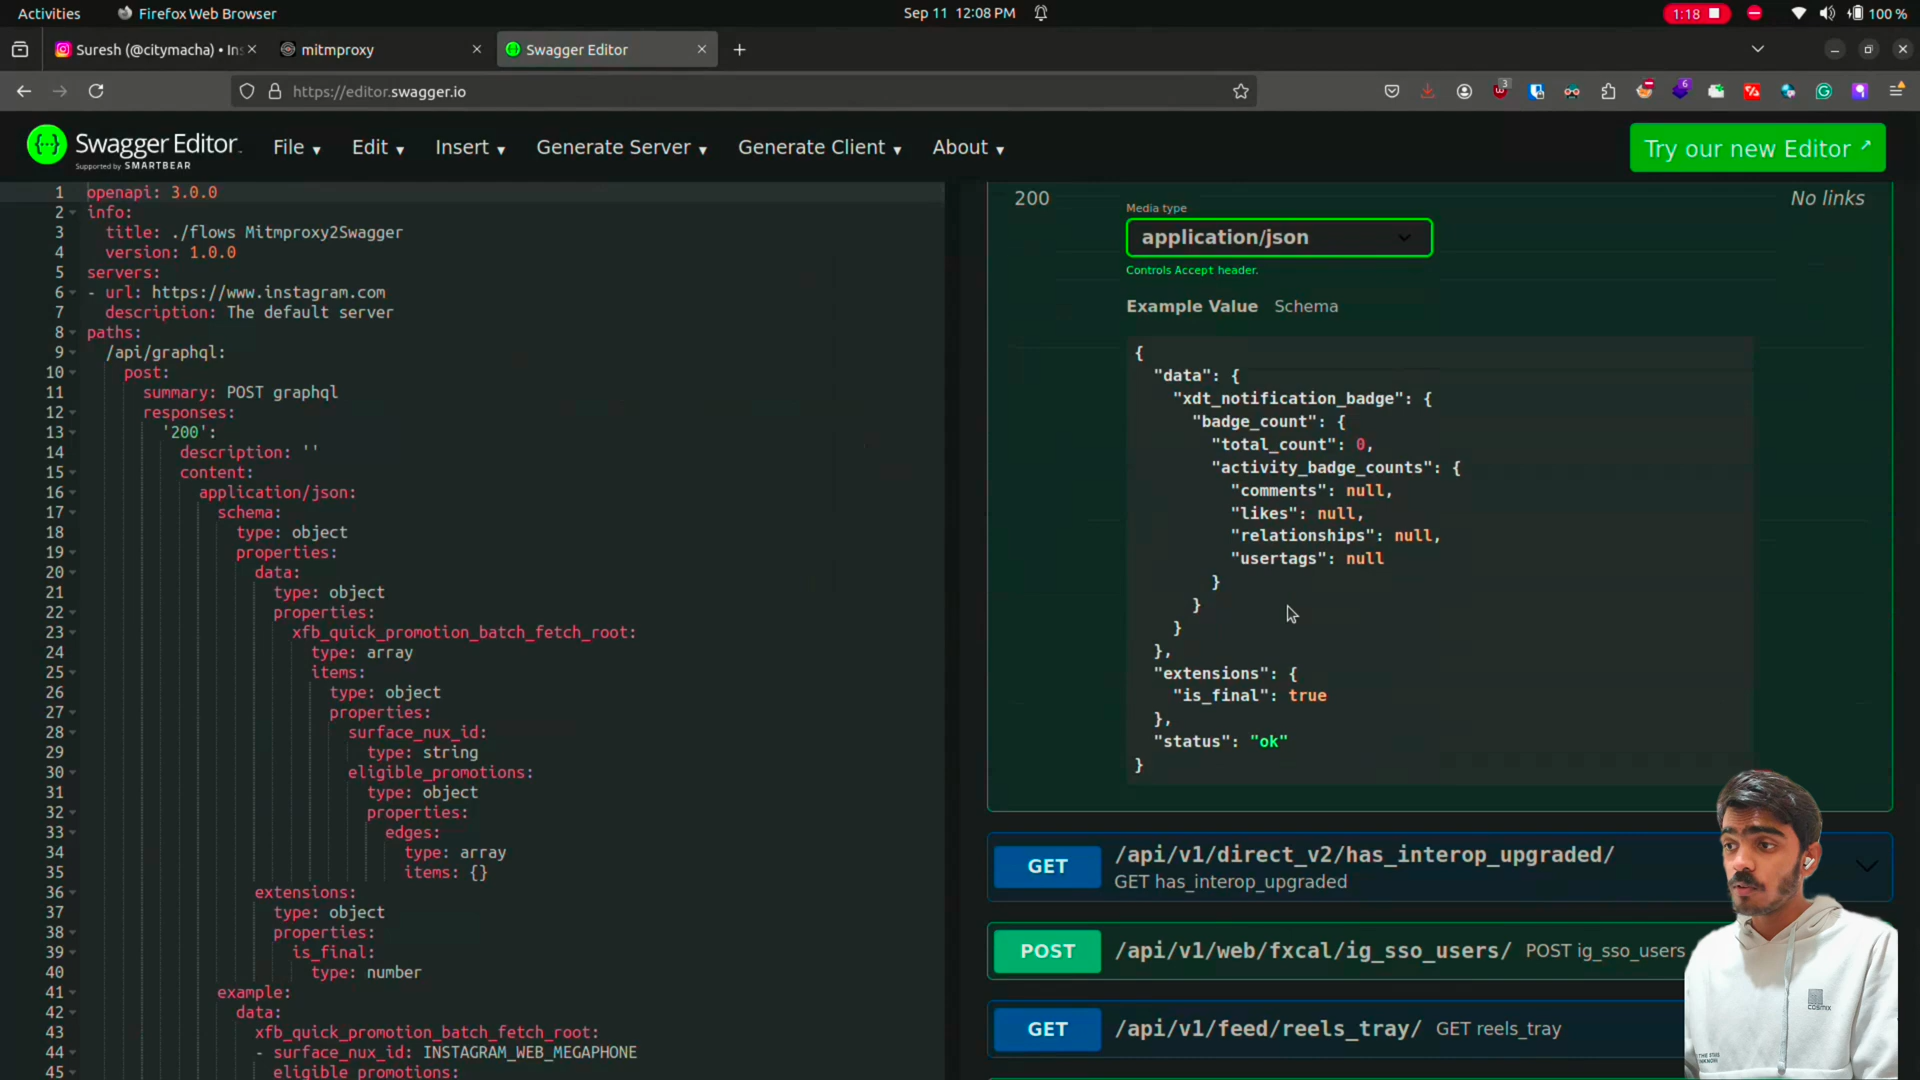 Activities
Firefox Web Browser
Sep 11 12:08 PM
1:18
100 %
Suresh (@citymacha) • Ins
mitmproxy
Swagger Editor
https://editor.swagger.io
3
6
Swagger Editor
Supported by SMARTBEAR
File
Edit
Insert
Generate Server
Generate Client
About
Try our new Editor
1 openapi: 3.0.0
2 info:
3 title: ./flows Mitmproxy2Swagger
4 version: 1.0.0
5 servers:
6 - url: https://www.instagram.com
7 description: The default server
8 paths:
9 /api/graphql:
10 post:
11 summary: POST graphql
12 responses:
13 '200':
14 description: ''
15 content:
16 application/json:
17 schema:
18 type: object
19 properties:
20 data:
21 type: object
22 properties:
23 xfb_quick_promotion_batch_fetch_root:
24 type: array
25 items:
26 type: object
27 properties:
28 surface_nux_id:
29 type: string
30 eligible_promotions:
31 type: object
32 properties:
33 edges:
34 type: array
35 items: {}
36 extensions:
37 type: object
38 properties:
39 is_final:
40 type: number
41 example:
42 data:
43 xfb_quick_promotion_batch_fetch_root:
44 - surface_nux_id: INSTAGRAM_WEB_MEGAPHONE
45 eligible_promotions:
200
No links
Media type
application/json
Controls Accept header.
Example Value
Schema
{
"data": {
"xdt_notification_badge": {
"badge_count": {
"total_count": 0,
"activity_badge_counts": {
"comments": null,
"likes": null,
"relationships": null,
"usertags": null
}
}
}
},
"extensions": {
"is_final": true
},
"status": "ok"
}
GET
/api/v1/direct_v2/has_interop_upgraded/
GET has_interop_upgraded
POST
/api/v1/web/fxcal/ig_sso_users/ POST ig_sso_users
GET
/api/v1/feed/reels_tray/ GET reels_tray
COSMIX